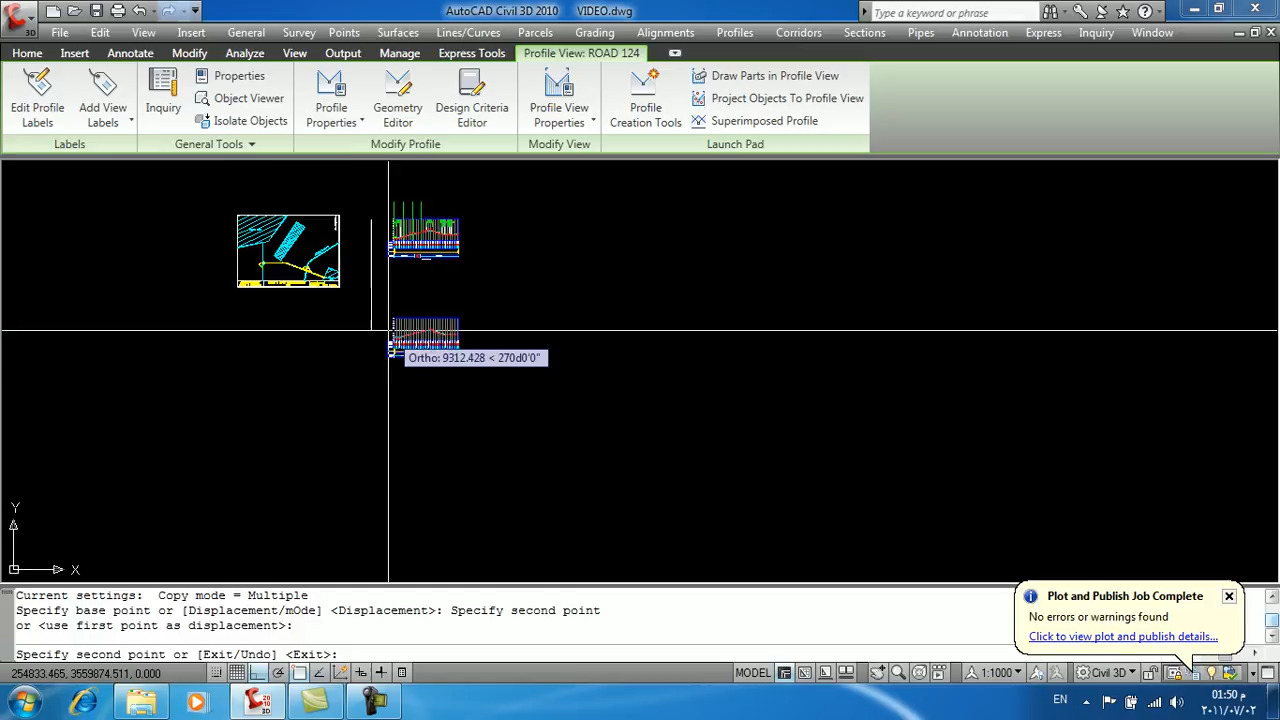 AutoCAD Civil 3D 2010 VIDEO.dwg
Type a keyword or phrase
3D
File Edit View Insert General Survey Points Surfaces Lines/Curves Parcels Grading Alignments Profiles Corridors Sections Pipes Annotation Inquiry Window
Home Insert Annotate Modify Analyze View Output Manage Express Tools Profile View: ROAD 124
Edit Profile Labels
Add View Labels
Inquiry
Properties
Object Viewer
Isolate Objects
Profile Properties
Geometry Editor
Design Criteria Editor
Profile View Properties
Profile Creation Tools
Draw Parts in Profile View
Project Objects To Profile View
Superimposed Profile
Labels General Tools Modify Profile Modify View Launch Pad
Ortho: 9312.428 < 270d0'0"
Y
X
Current settings: Copy mode = Multiple
Specify base point or [Displacement/mOde] <Displacement>: Specify second point
or <use first point as displacement>:
Specify second point or [Exit/Undo] <Exit>:
Plot and Publish Job Complete
No errors or warnings found
Click to view plot and publish details...
254833.465, 3559874.511, 0.000
MODEL
1:1000
Civil 3D
EN
01:50 م
٢٠١١/٠٧/٠٢